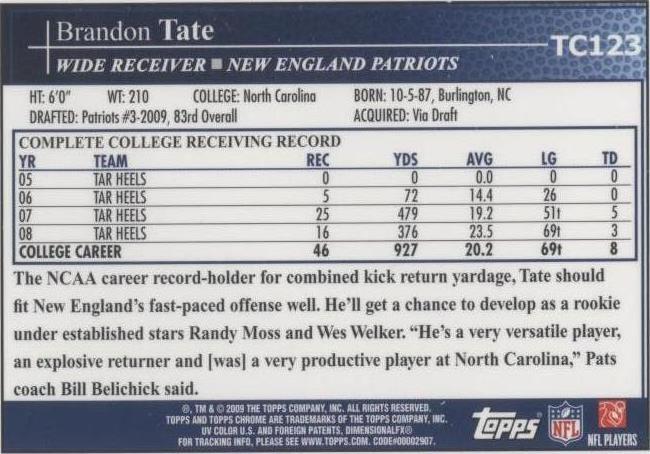 Brandon Tate
TC123
WIDE RECEIVER ■ NEW ENGLAND PATRIOTS
HT: 6'0" WT: 210 COLLEGE: North Carolina BORN: 10-5-87, Burlington, NC
DRAFTED: Patriots #3-2009, 83rd Overall ACQUIRED: Via Draft
COMPLETE COLLEGE RECEIVING RECORD
YR TEAM REC YDS AVG LG TD
05 TAR HEELS 0 0 0.0 0 0
06 TAR HEELS 5 72 14.4 26 0
07 TAR HEELS 25 479 19.2 51t 5
08 TAR HEELS 16 376 23.5 69t 3
COLLEGE CAREER 46 927 20.2 69t 8
The NCAA career record-holder for combined kick return yardage, Tate should
fit New England's fast-paced offense well. He'll get a chance to develop as a rookie
under established stars Randy Moss and Wes Welker. “He's a very versatile player,
an explosive returner and [was] a very productive player at North Carolina,” Pats
coach Bill Belichick said.
®, TM & © 2009 THE TOPPS COMPANY, INC. ALL RIGHTS RESERVED.
TOPPS AND TOPPS CHROME ARE TRADEMARKS OF THE TOPPS COMPANY, INC.
UV COLOR U.S. AND FOREIGN PATENTS. DIMENSIONALFX®
FOR TRACKING INFO, PLEASE SEE WWW.TOPPS.COM. CODE#00002907.
Topps
NFL
NFL PLAYERS